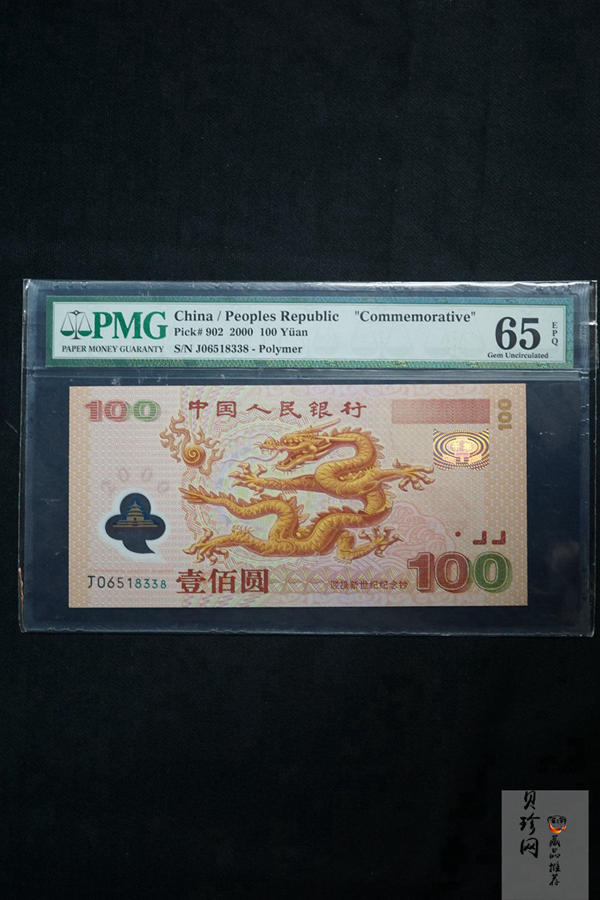 PMG
PAPER MONEY GUARANTY
China / Peoples Republic "Commemorative"
Pick# 902 2000 100 Yüan
S/N J06518338 - Polymer
65 EPQ
Gem Uncirculated
100
中国人民银行
100
2000
J06518338
壹佰圆
迎接新世纪纪念钞
100
贝珍网
藏品推荐